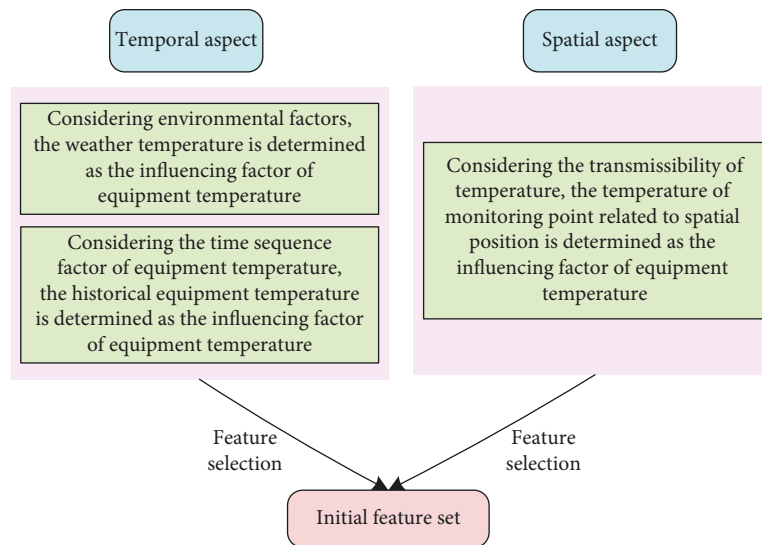 Temporal aspect
Spatial aspect
Considering environmental factors,
the weather temperature is determined
as the influencing factor of
equipment temperature
Considering the time sequence
factor of equipment temperature,
the historical equipment temperature
is determined as the influencing factor
of equipment temperature
Considering the transmissibility of
temperature, the temperature of
monitoring point related to spatial
position is determined as the
influencing factor of equipment
temperature
Feature
selection
Feature
selection
Initial feature set